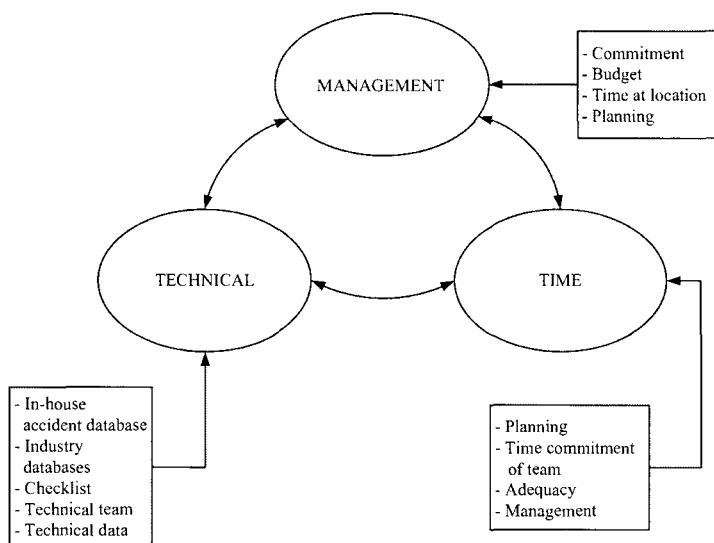 MANAGEMENT
- Commitment
- Budget
- Time at location
- Planning
TECHNICAL
TIME
- In-house
accident database
- Industry
databases
- Checklist
- Technical team
- Technical data
- Planning
- Time commitment
of team
- Adequacy
- Management